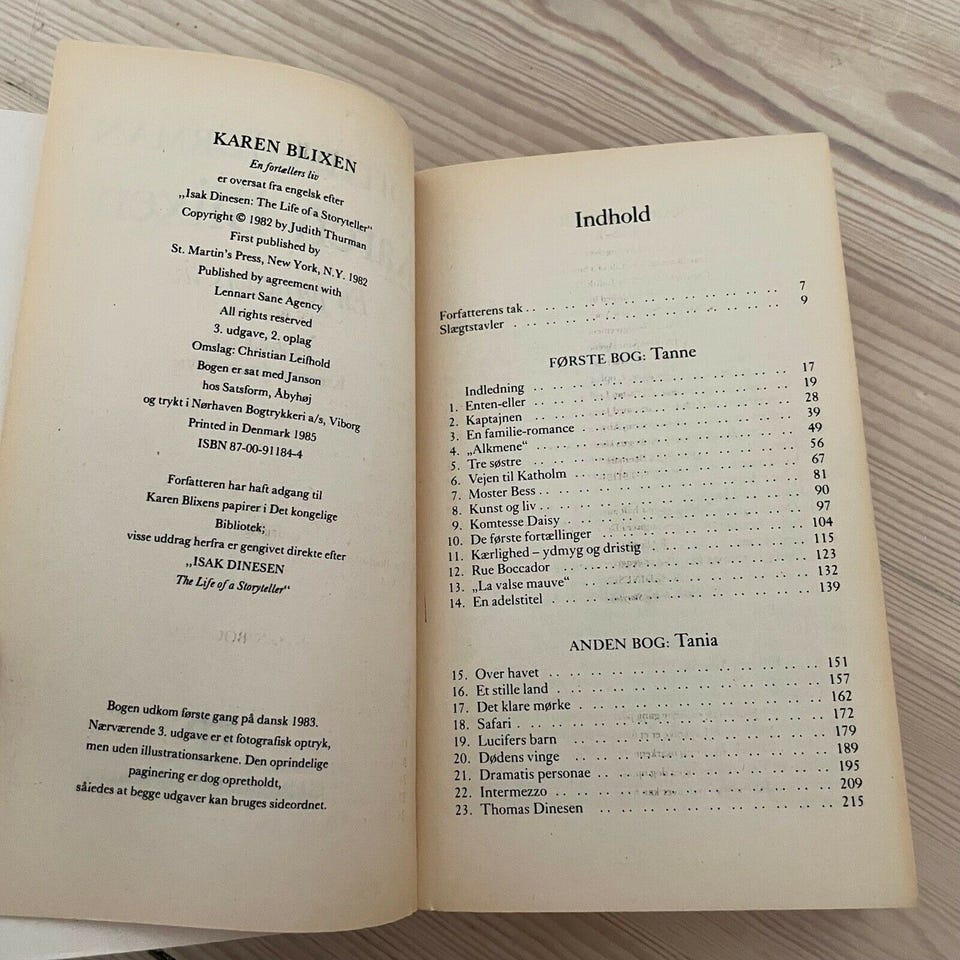 KAREN BLIXEN
En fortællers liv
er oversat fra engelsk efter
„Isak Dinesen: The Life of a Storyteller“
Copyright © 1982 by Judith Thurman
First published by
St. Martin's Press, New York, N.Y. 1982
Published by agreement with
Lennart Sane Agency
All rights reserved
3. udgave, 2. oplag
Omslag: Christian Leifhold
Bogen er sat med Janson
hos Satsform, Åbyhøj
og trykt i Nørhaven Bogtrykkeri a/s, Viborg
Printed in Denmark 1985
ISBN 87-00-91184-4
Forfatteren har haft adgang til
Karen Blixens papirer i Det kongelige
Bibliotek;
visse uddrag herfra er gengivet direkte efter
„ISAK DINESEN
The Life of a Storyteller“
Bogen udkom første gang på dansk 1983.
Nærværende 3. udgave er et fotografisk optryk,
men uden illustrationsarkene. Den oprindelige
paginering er dog opretholdt,
såiedes at begge udgaver kan bruges sideordnet.
Indhold
Forfatterens tak 7
Slægtstavler 9
FØRSTE BOG: Tanne
Indledning 17
1. Enten-eller 19
2. Kaptajnen 28
3. En familie-romance 39
4. „Alkmene“ 49
5. Tre søstre 56
6. Vejen til Katholm 67
7. Moster Bess 81
8. Kunst og liv 90
9. Komtesse Daisy 97
10. De første fortællinger 104
11. Kærlighed – ydmyg og dristig 115
12. Rue Boccador 123
13. „La valse mauve“ 132
14. En adelstitel 139
ANDEN BOG: Tania
15. Over havet 151
16. Et stille land 157
17. Det klare mørke 162
18. Safari 172
19. Lucifers barn 179
20. Dødens vinge 189
21. Dramatis personae 195
22. Intermezzo 209
23. Thomas Dinesen 215